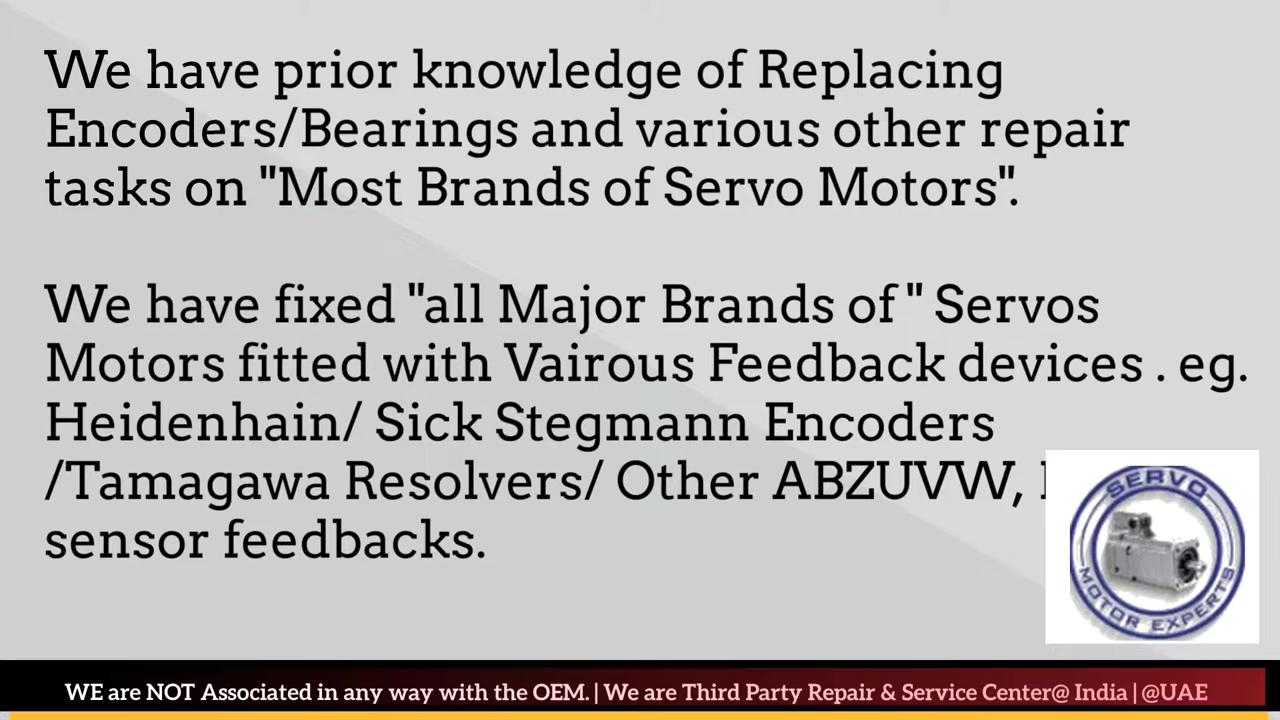 We have prior knowledge of Replacing
Encoders/Bearings and various other repair
tasks on "Most Brands of Servo Motors".
We have fixed "all Major Brands of " Servos
Motors fitted with Vairous Feedback devices . eg.
Heidenhain/ Sick Stegmann Encoders
/Tamagawa Resolvers/ Other ABZUVW,
sensor feedbacks.
SERVO
MOTOR EXPERTS
WE are NOT Associated in any way with the OEM. | We are Third Party Repair & Service Center@ India | @UAE